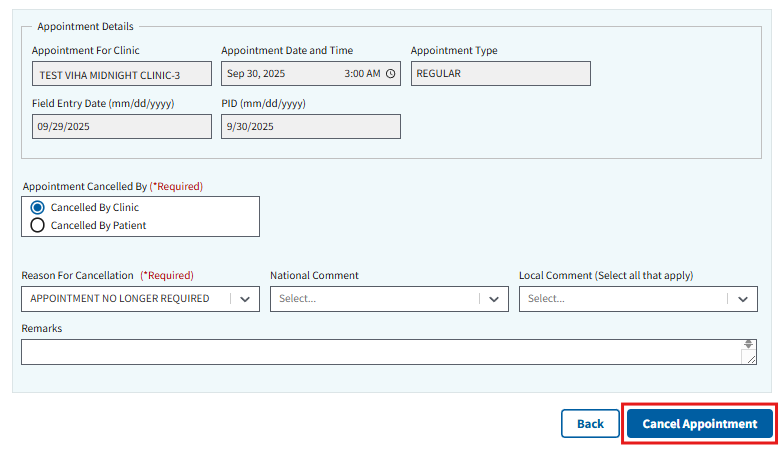 Appointment Details
Appointment For Clinic Appointment Date and Time Appointment Type
TEST VIHA MIDNIGHT CLINIC-3 Sep 30, 2025 3:00 AM REGULAR
Field Entry Date (mm/dd/yyyy) PID (mm/dd/yyyy)
09/29/2025 9/30/2025
Appointment Cancelled By (*Required)
Cancelled By Clinic
Cancelled By Patient
Reason For Cancellation (*Required) National Comment Local Comment (Select all that apply)
APPOINTMENT NO LONGER REQUIRED Select... Select...
Remarks
Back Cancel Appointment